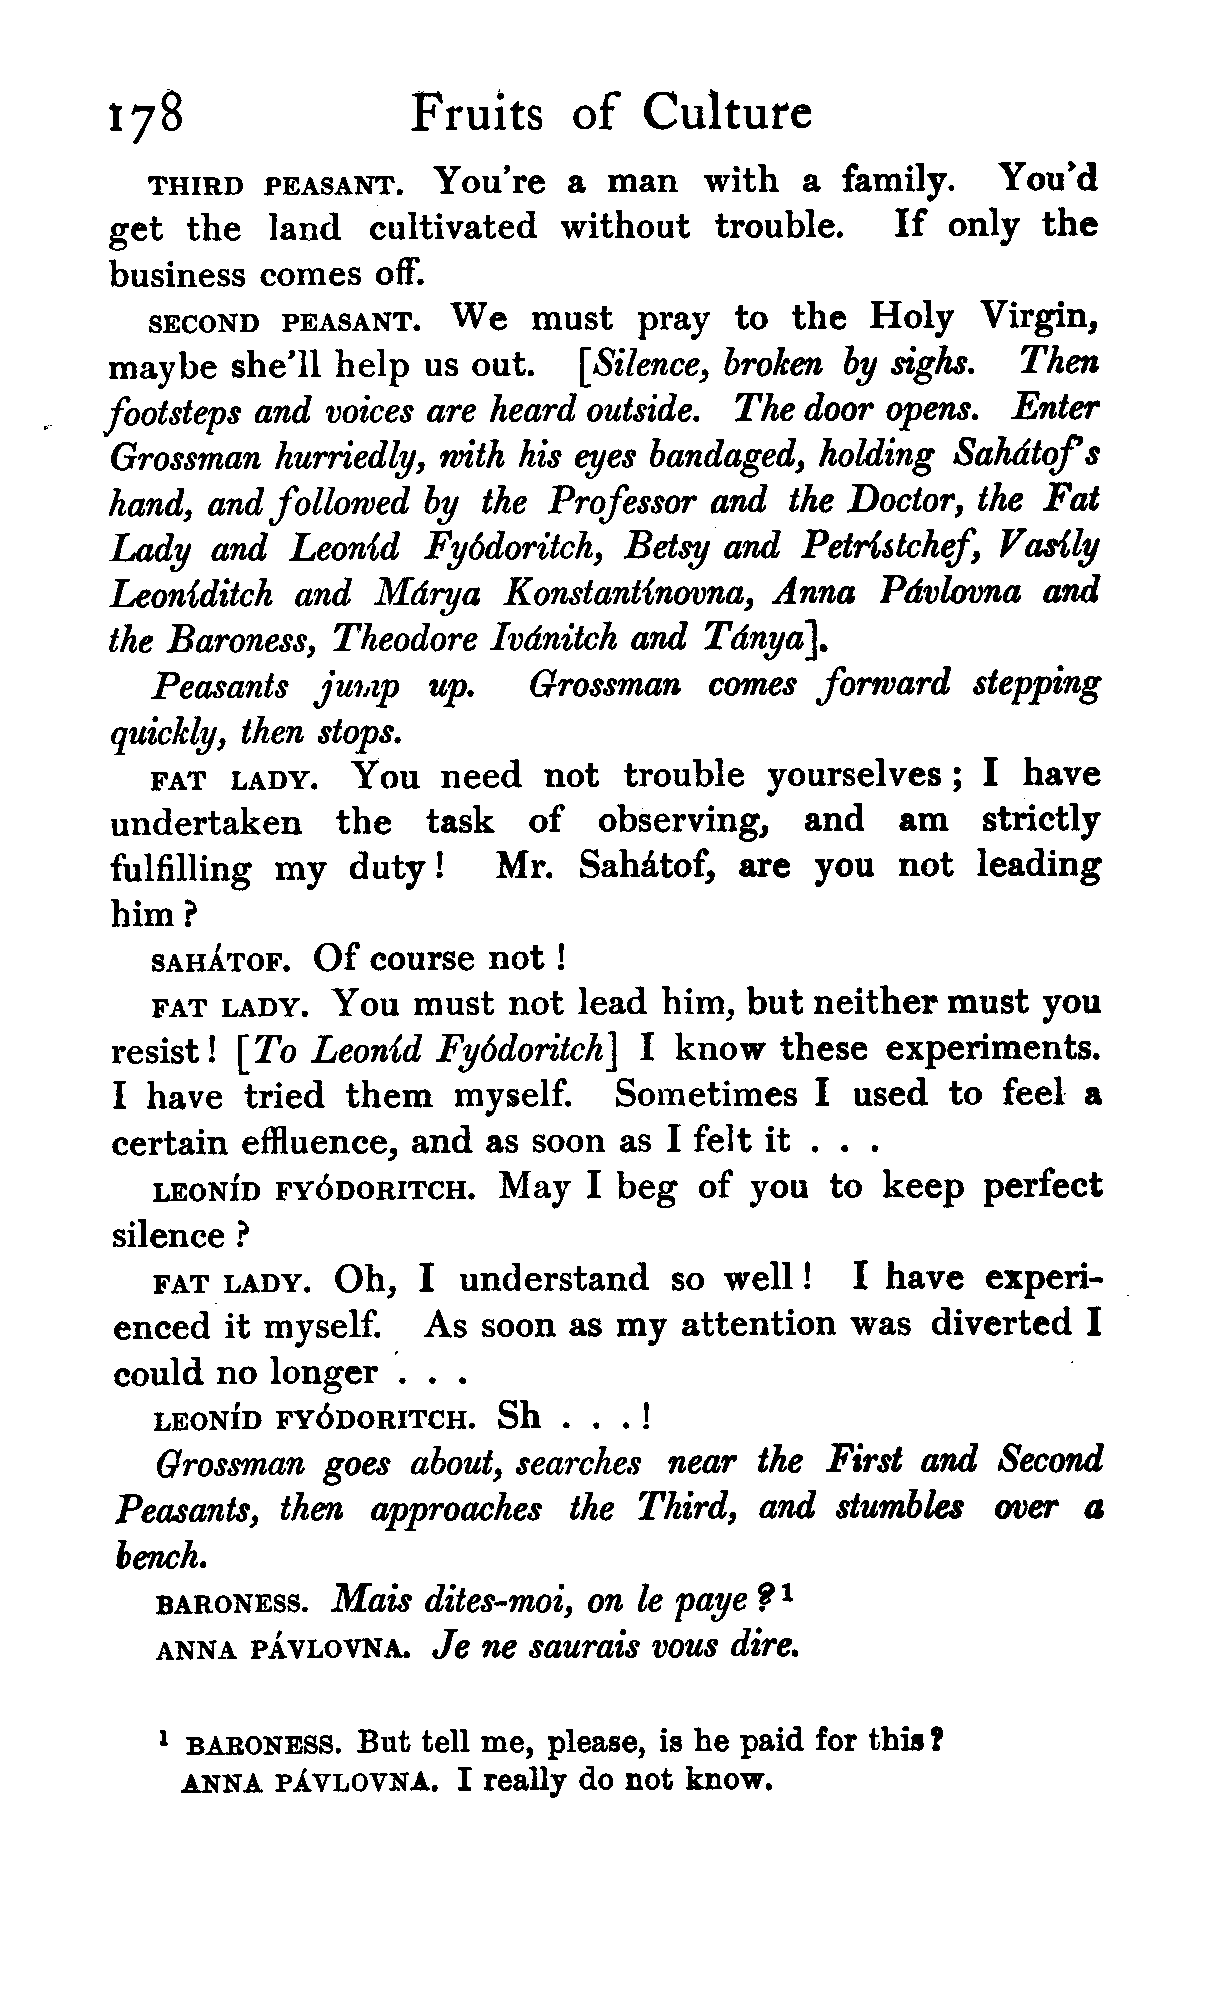 178 Fruits of Culture
THIRD PEASANT. You're a man with a family. You'd
get the land cultivated without trouble. If only the
business comes off.
SECOND PEASANT. We must pray to the Holy Virgin,
maybe she'll help us out. [Silence, broken by sighs. Then
footsteps and voices are heard outside. The door opens. Enter
Grossman hurriedly, with his eyes bandaged, holding Sahátof's
hand, and followed by the Professor and the Doctor, the Fat
Lady and Leoníd Fyódoritch, Betsy and Petrístchef, Vasíly
Leoníditch and Márya Konstantínovna, Anna Pávlovna and
the Baroness, Theodore Ivánitch and Tánya].
Peasants jump up. Grossman comes forward stepping
quickly, then stops.
FAT LADY. You need not trouble yourselves; I have
undertaken the task of observing, and am strictly
fulfilling my duty! Mr. Sahátof, are you not leading
him?
SAHÁTOF. Of course not!
FAT LADY. You must not lead him, but neither must you
resist! [To Leoníd Fyódoritch] I know these experiments.
I have tried them myself. Sometimes I used to feel a
certain effluence, and as soon as I felt it . . .
LEONÍD FYÓDORITCH. May I beg of you to keep perfect
silence?
FAT LADY. Oh, I understand so well! I have experi-
enced it myself. As soon as my attention was diverted I
could no longer . . .
LEONÍD FYÓDORITCH. Sh . . . !
Grossman goes about, searches near the First and Second
Peasants, then approaches the Third, and stumbles over a
bench.
BARONESS. Mais dites-moi, on le paye?¹
ANNA PÁVLOVNA. Je ne saurais vous dire.
¹ BARONESS. But tell me, please, is he paid for this?
ANNA PÁVLOVNA. I really do not know.